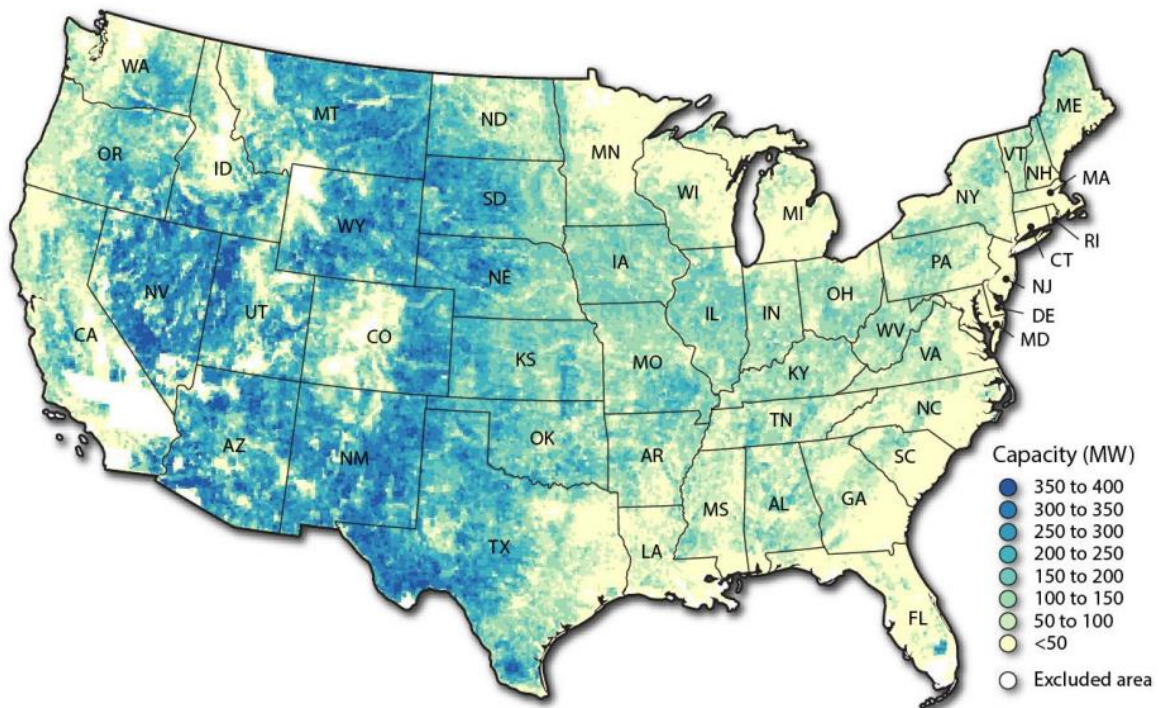 WA
MT
ND
MN
ME
OR
ID
WY
SD
WI
MI
VT
NH
NY
MA
RI
CT
NJ
DE
MD
NV
UT
CO
CA
NE
IA
IL
IN
OH
PA
WV
VA
KS
MO
KY
AZ
NM
OK
AR
TN
NC
SC
TX
LA
MS
AL
GA
FL
Capacity (MW)
350 to 400
300 to 350
250 to 300
200 to 250
150 to 200
100 to 150
50 to 100
<50
Excluded area